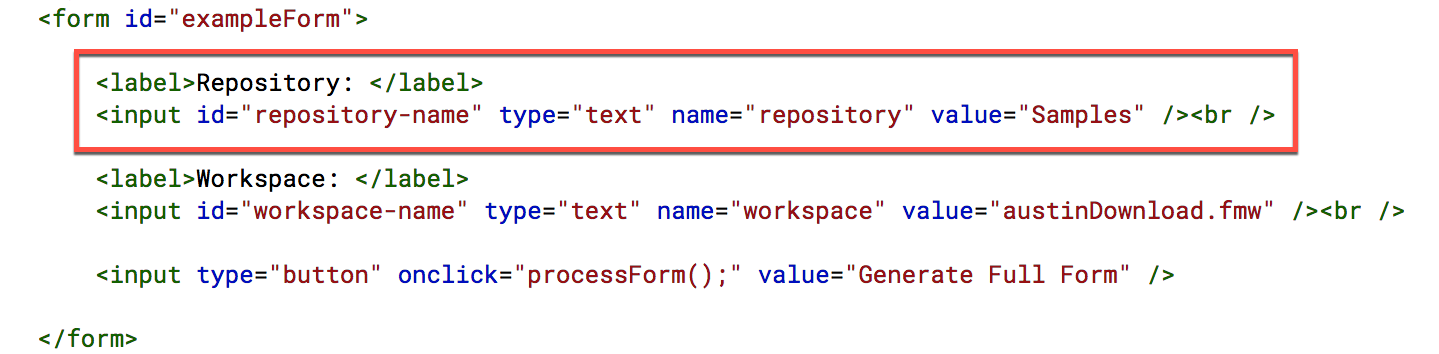 <form id="exampleForm">
<label>Repository: </label>
<input id="repository-name" type="text" name="repository" value="Samples" /><br />
<label>Workspace: </label>
<input id="workspace-name" type="text" name="workspace" value="austinDownload.fmw" /><br />
<input type="button" onclick="processForm();" value="Generate Full Form" />
</form>